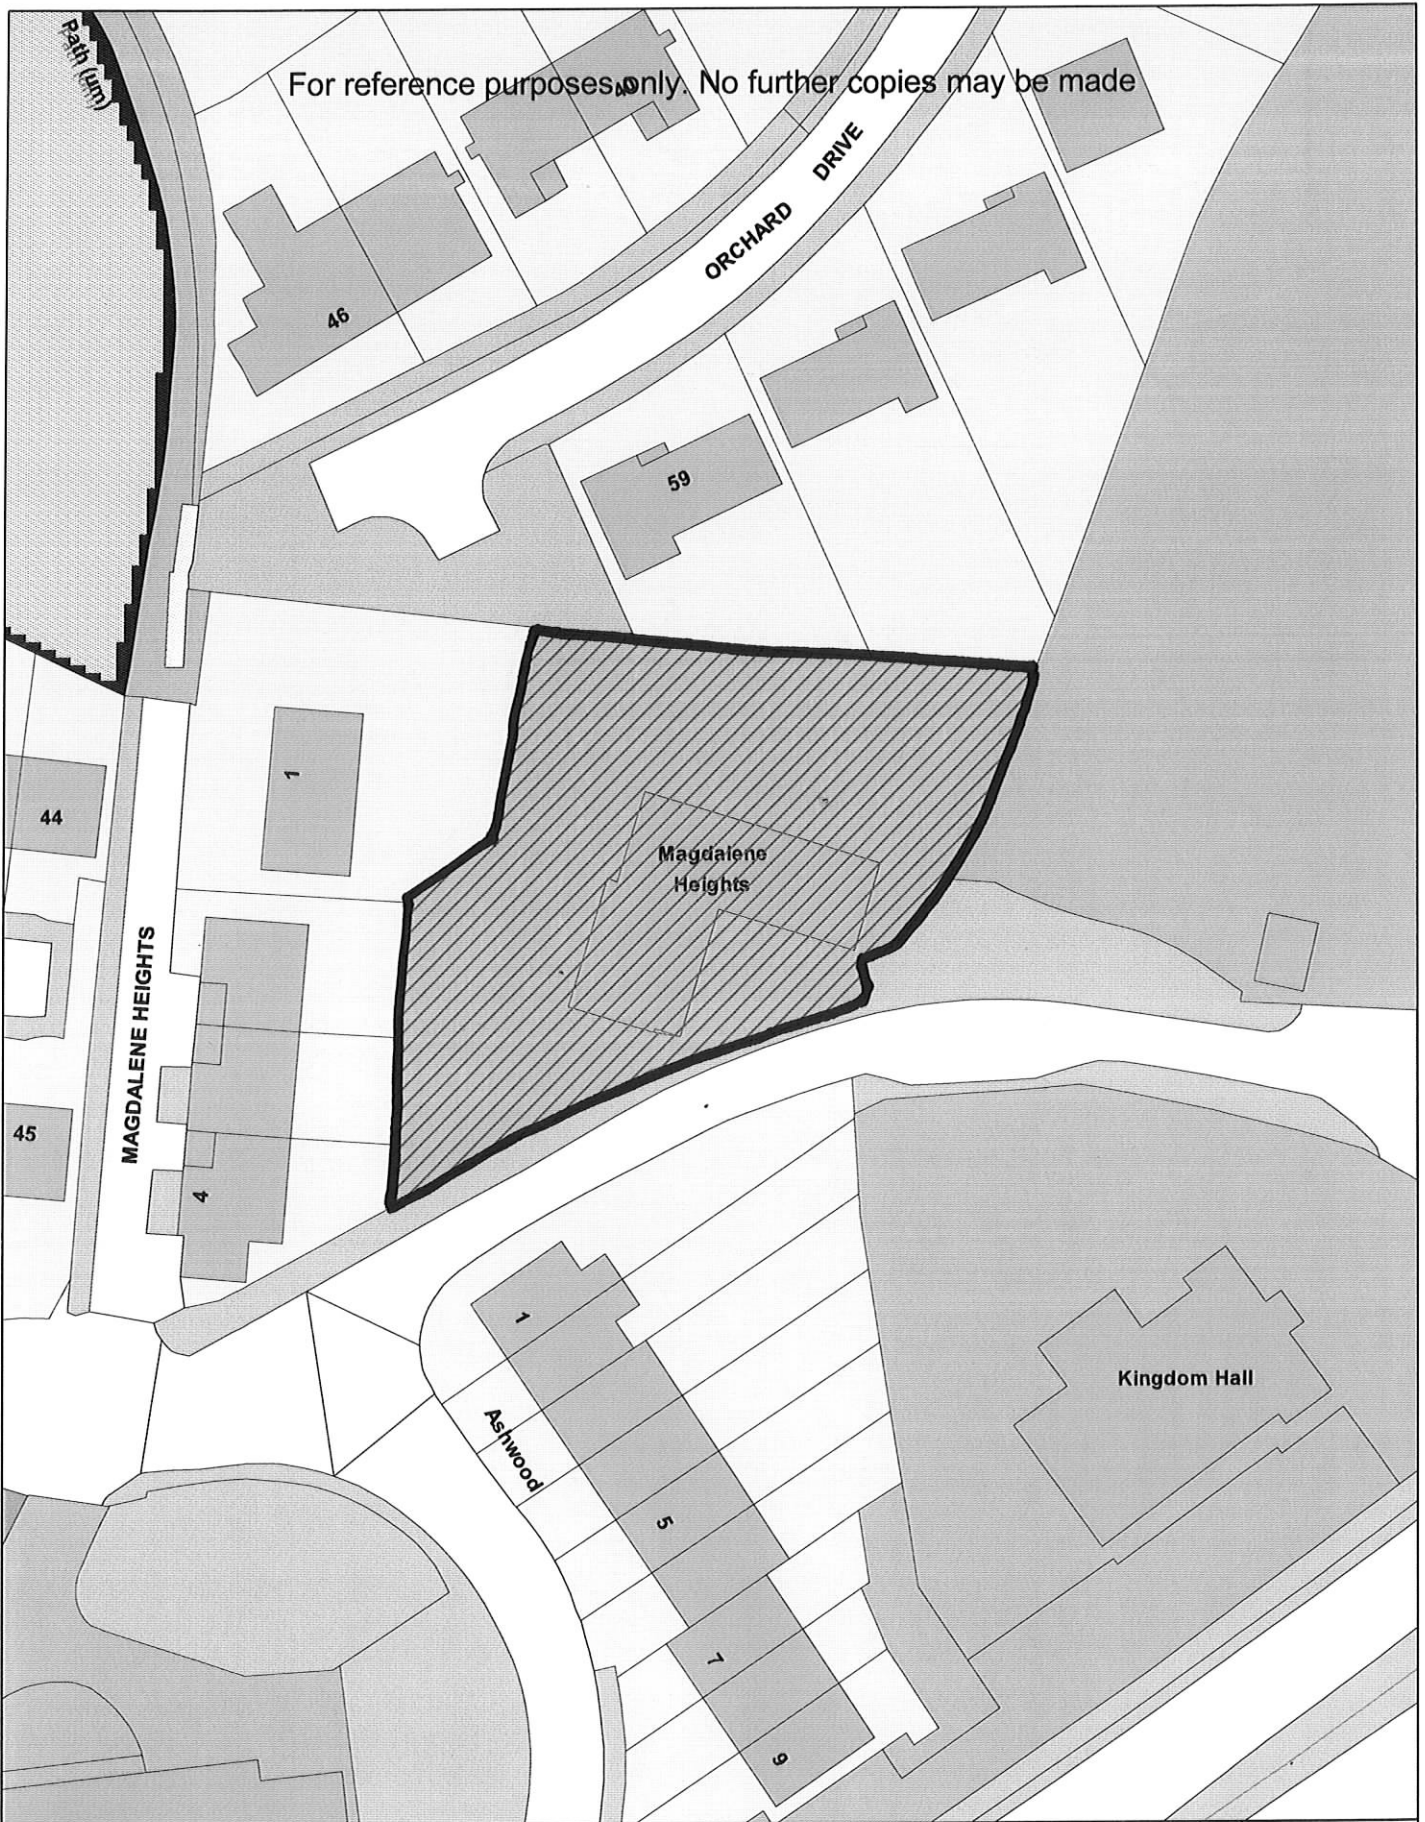 Path (um)
For reference purposes only. No further copies may be made
40
DRIVE
ORCHARD
46
59
1
44
Magdalene
Heights
MAGDALENE HEIGHTS
45
4
1
Kingdom Hall
Ashwood
5
7
9